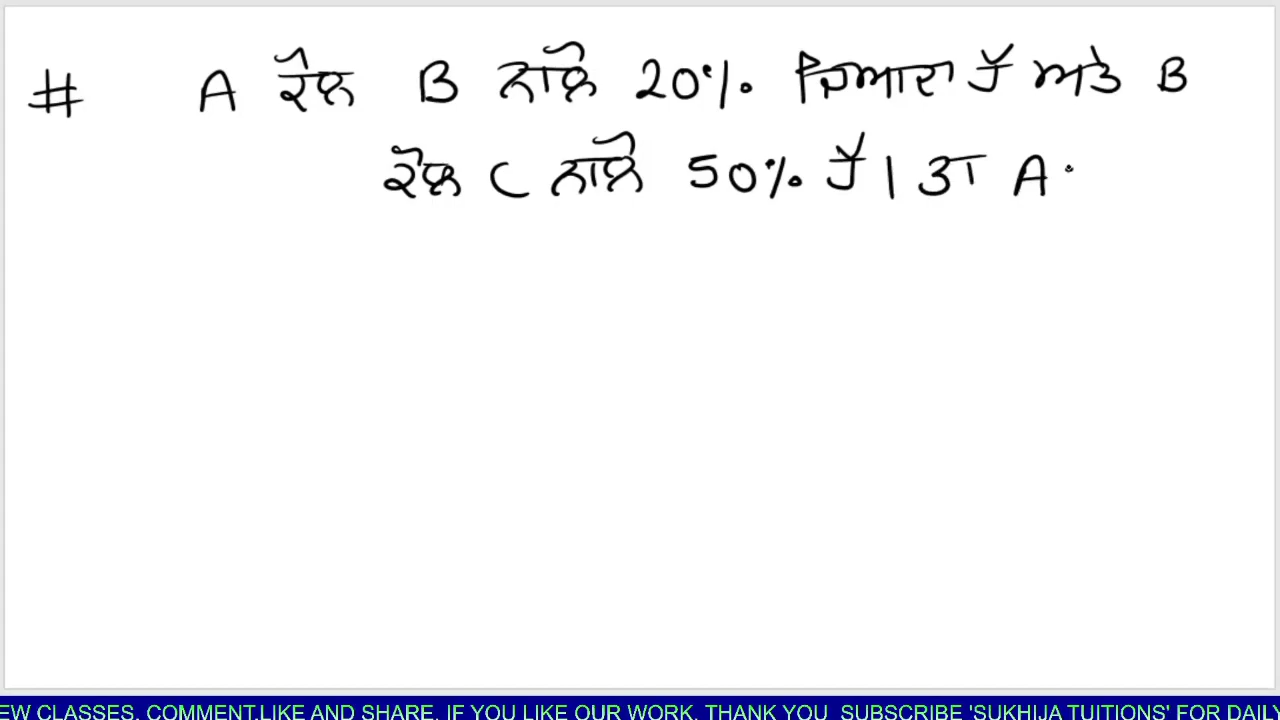 # A ਕੋਲ B ਨਾਲੋਂ 20% ਜ਼ਿਆਦਾ ਹੈ ਅਤੇ B
ਕੋਲ C ਨਾਲੋਂ 50% ਹੈ। ਤਾਂ A
EW CLASSES. COMMENT,LIKE AND SHARE, IF YOU LIKE OUR WORK. THANK YOU SUBSCRIBE 'SUKHIJA TUITIONS' FOR DAILY